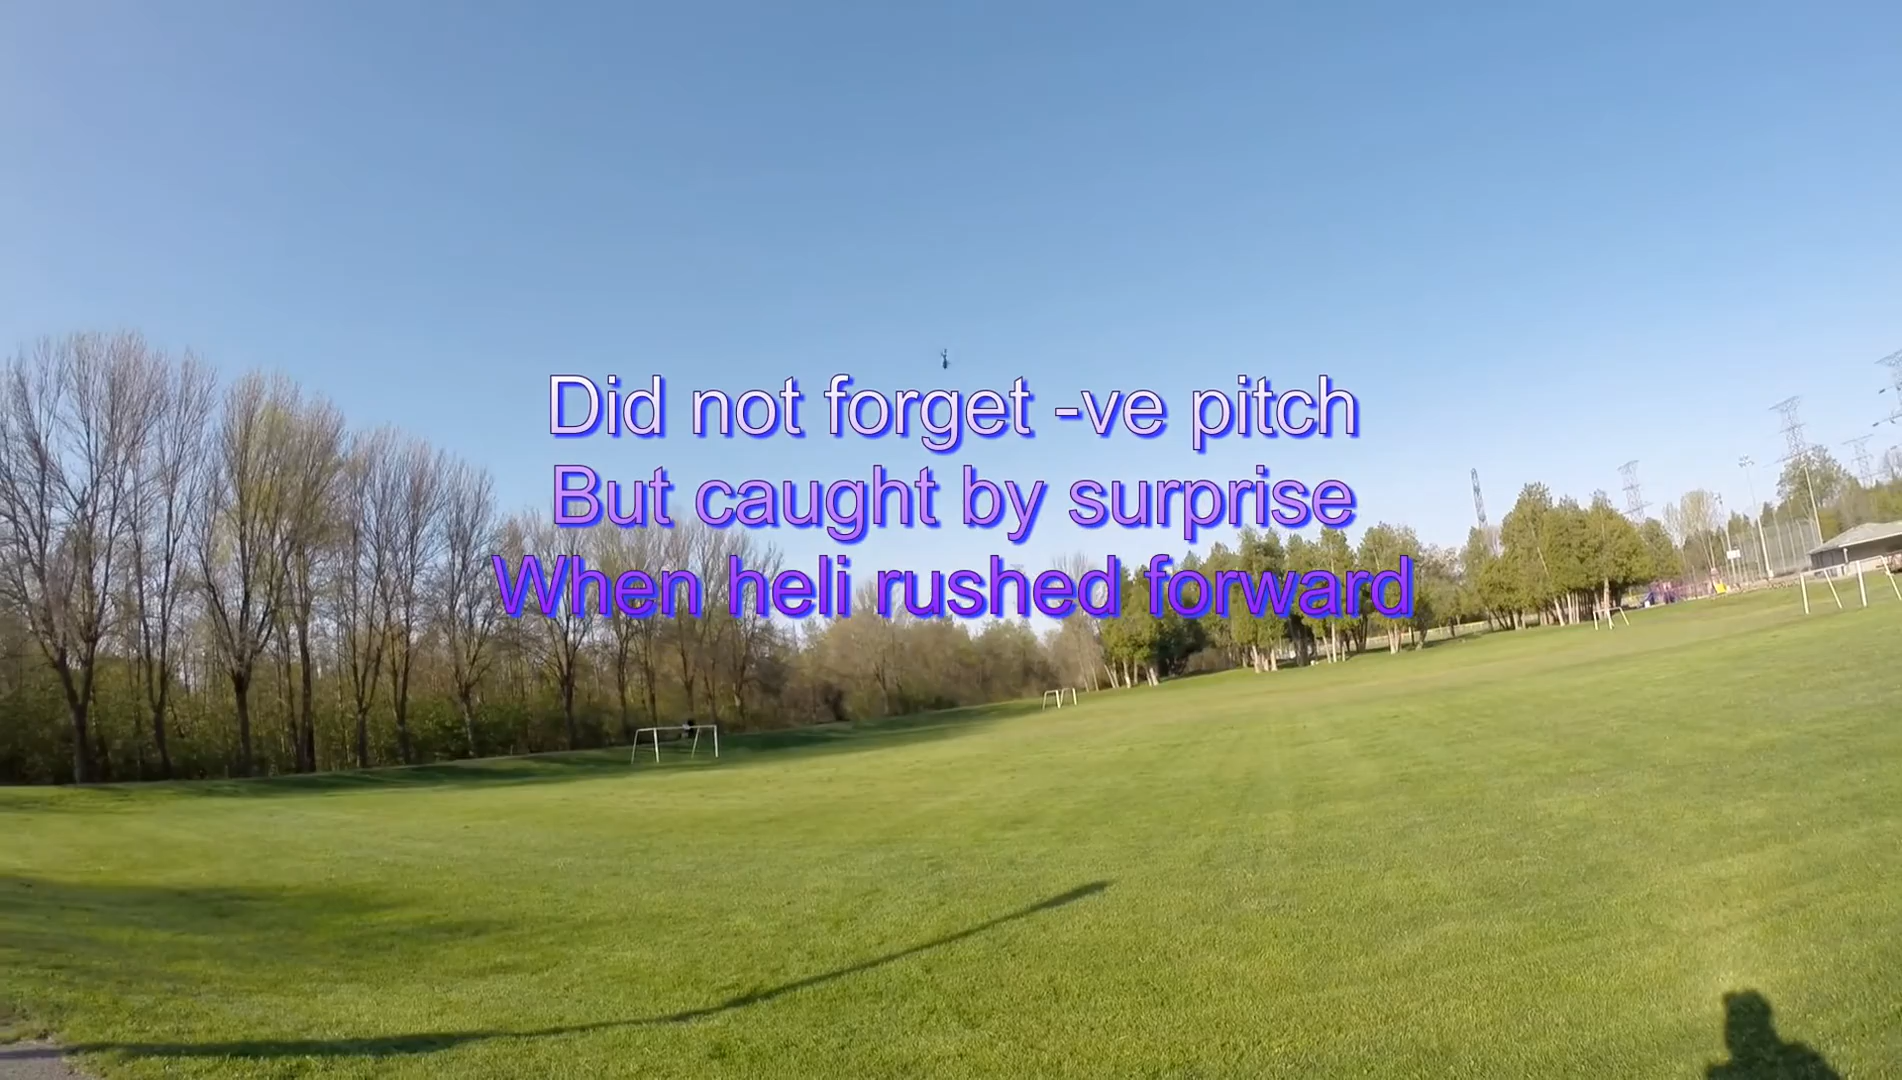 Did not forget -ve pitch
But caught by surprise
When heli rushed forward